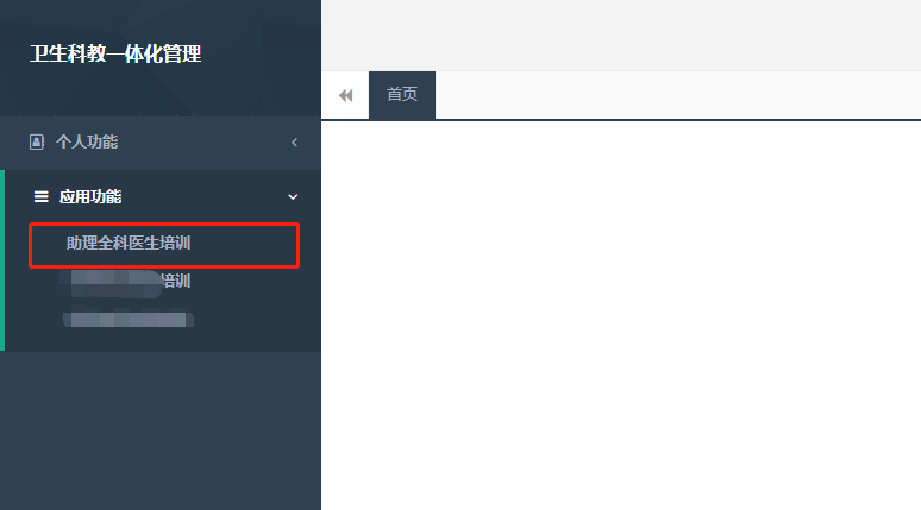 卫生科教一体化管理
首页
个人功能
应用功能
助理全科医生培训
培训